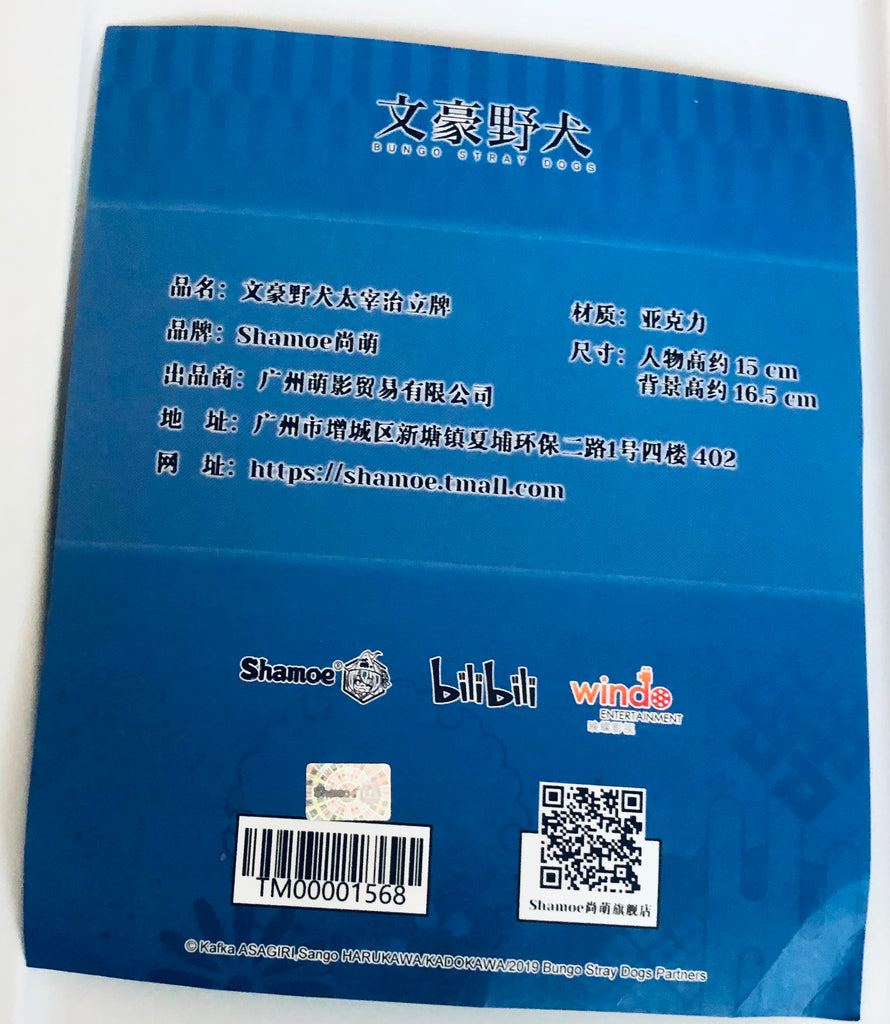 文豪野犬
BUNGO STRAY DOGS
品名：文豪野犬太宰治立牌
品牌：Shamoe尚萌
出品商：广州萌影贸易有限公司
地 址：广州市增城区新塘镇夏埔环保二路1号四楼 402
网 址：https://shamoe.tmall.com
材质：亚克力
尺寸：人物高约 15 cm
背景高约 16.5 cm
Shamoe®
bilibili
windo
ENTERTAINMENT
Shamoe
TM00001568
Shamoe尚萌旗舰店
© Kafka ASAGIRI,Sango HARUKAWA/KADOKAWA/2019 Bungo Stray Dogs Partners